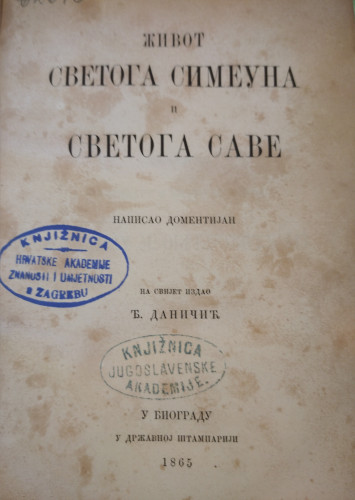 ЖИВОТ
СВЕТОГА СИМЕУНА
И
СВЕТОГА САВЕ
НАПИСАО ДОМЕНТИЈАН
KNJIŽNICA
HRVATSKE AKADEMIJE
ZNANOSTI I UMJETNOSTI
U ZAGREBU
НА СВИЈЕТ ИЗДАО
Ђ. ДАНИЧИЋ
KNJIŽNICA
JUGOSLAVENSKE
AKADEMIJE.
У БИОГРАДУ
У ДРЖАВНОЈ ШТАМПАРИЈИ
1865